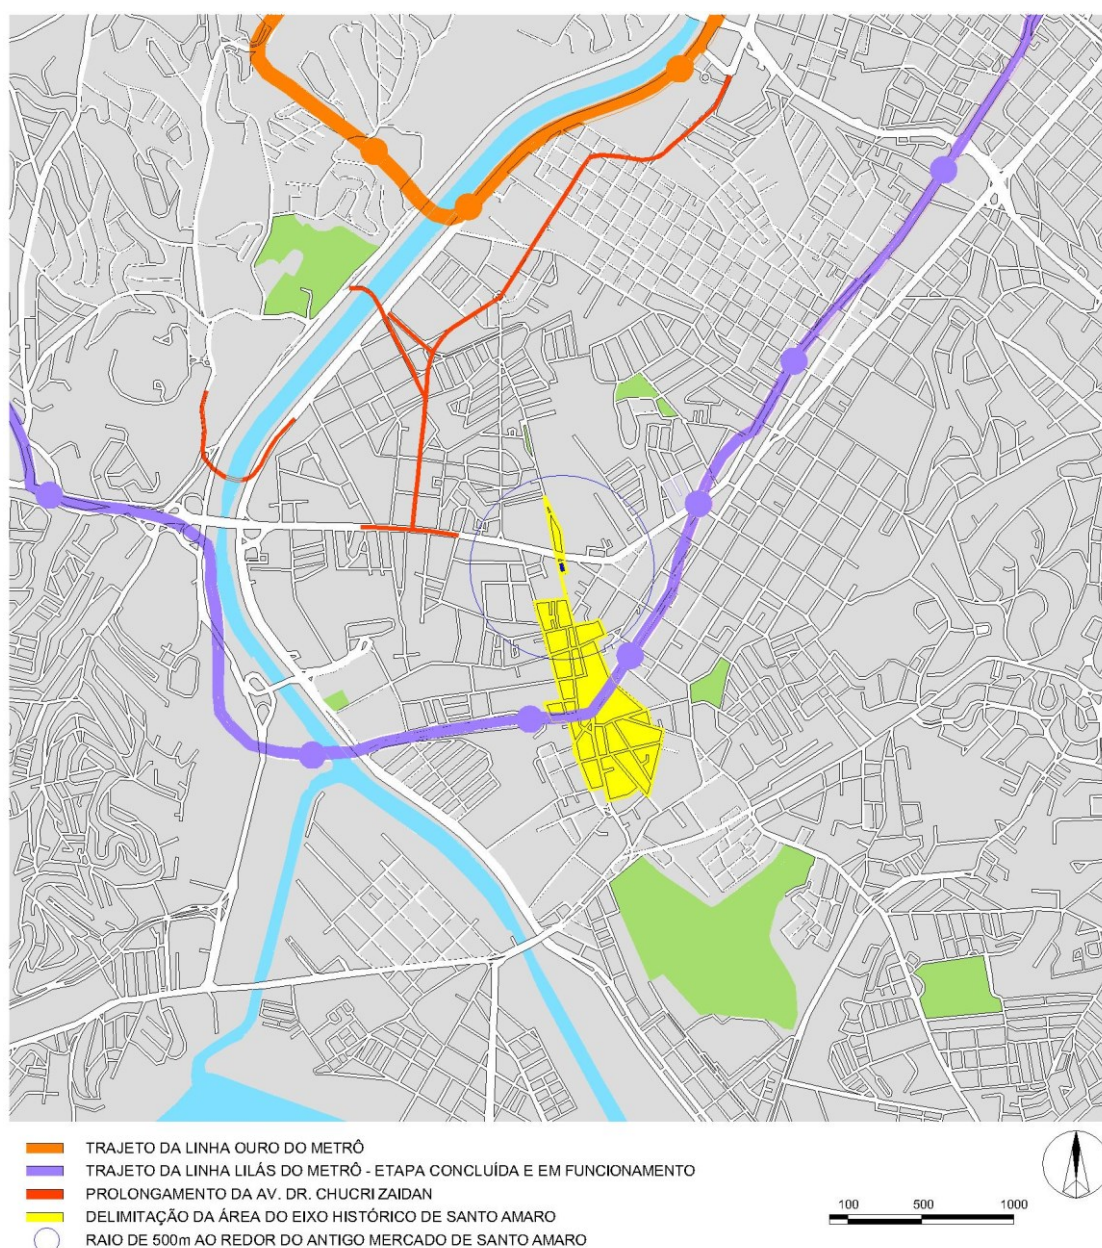 TRAJETO DA LINHA OURO DO METRÔ
TRAJETO DA LINHA LILÁS DO METRÔ - ETAPA CONCLUÍDA E EM FUNCIONAMENTO
PROLONGAMENTO DA AV. DR. CHUCRI ZAIDAN
DELIMITAÇÃO DA ÁREA DO EIXO HISTÓRICO DE SANTO AMARO
RAIO DE 500m AO REDOR DO ANTIGO MERCADO DE SANTO AMARO
100 500 1000